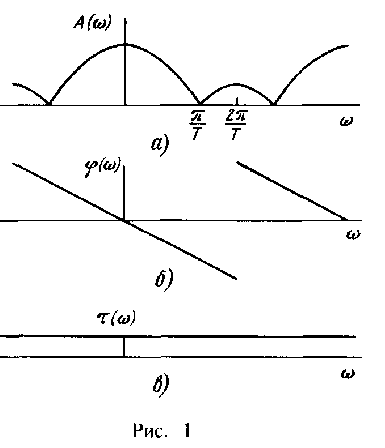 A(ω)
π/T 2π/T ω
а)
φ(ω)
ω
б)
τ(ω)
ω
в)
Рис. 1